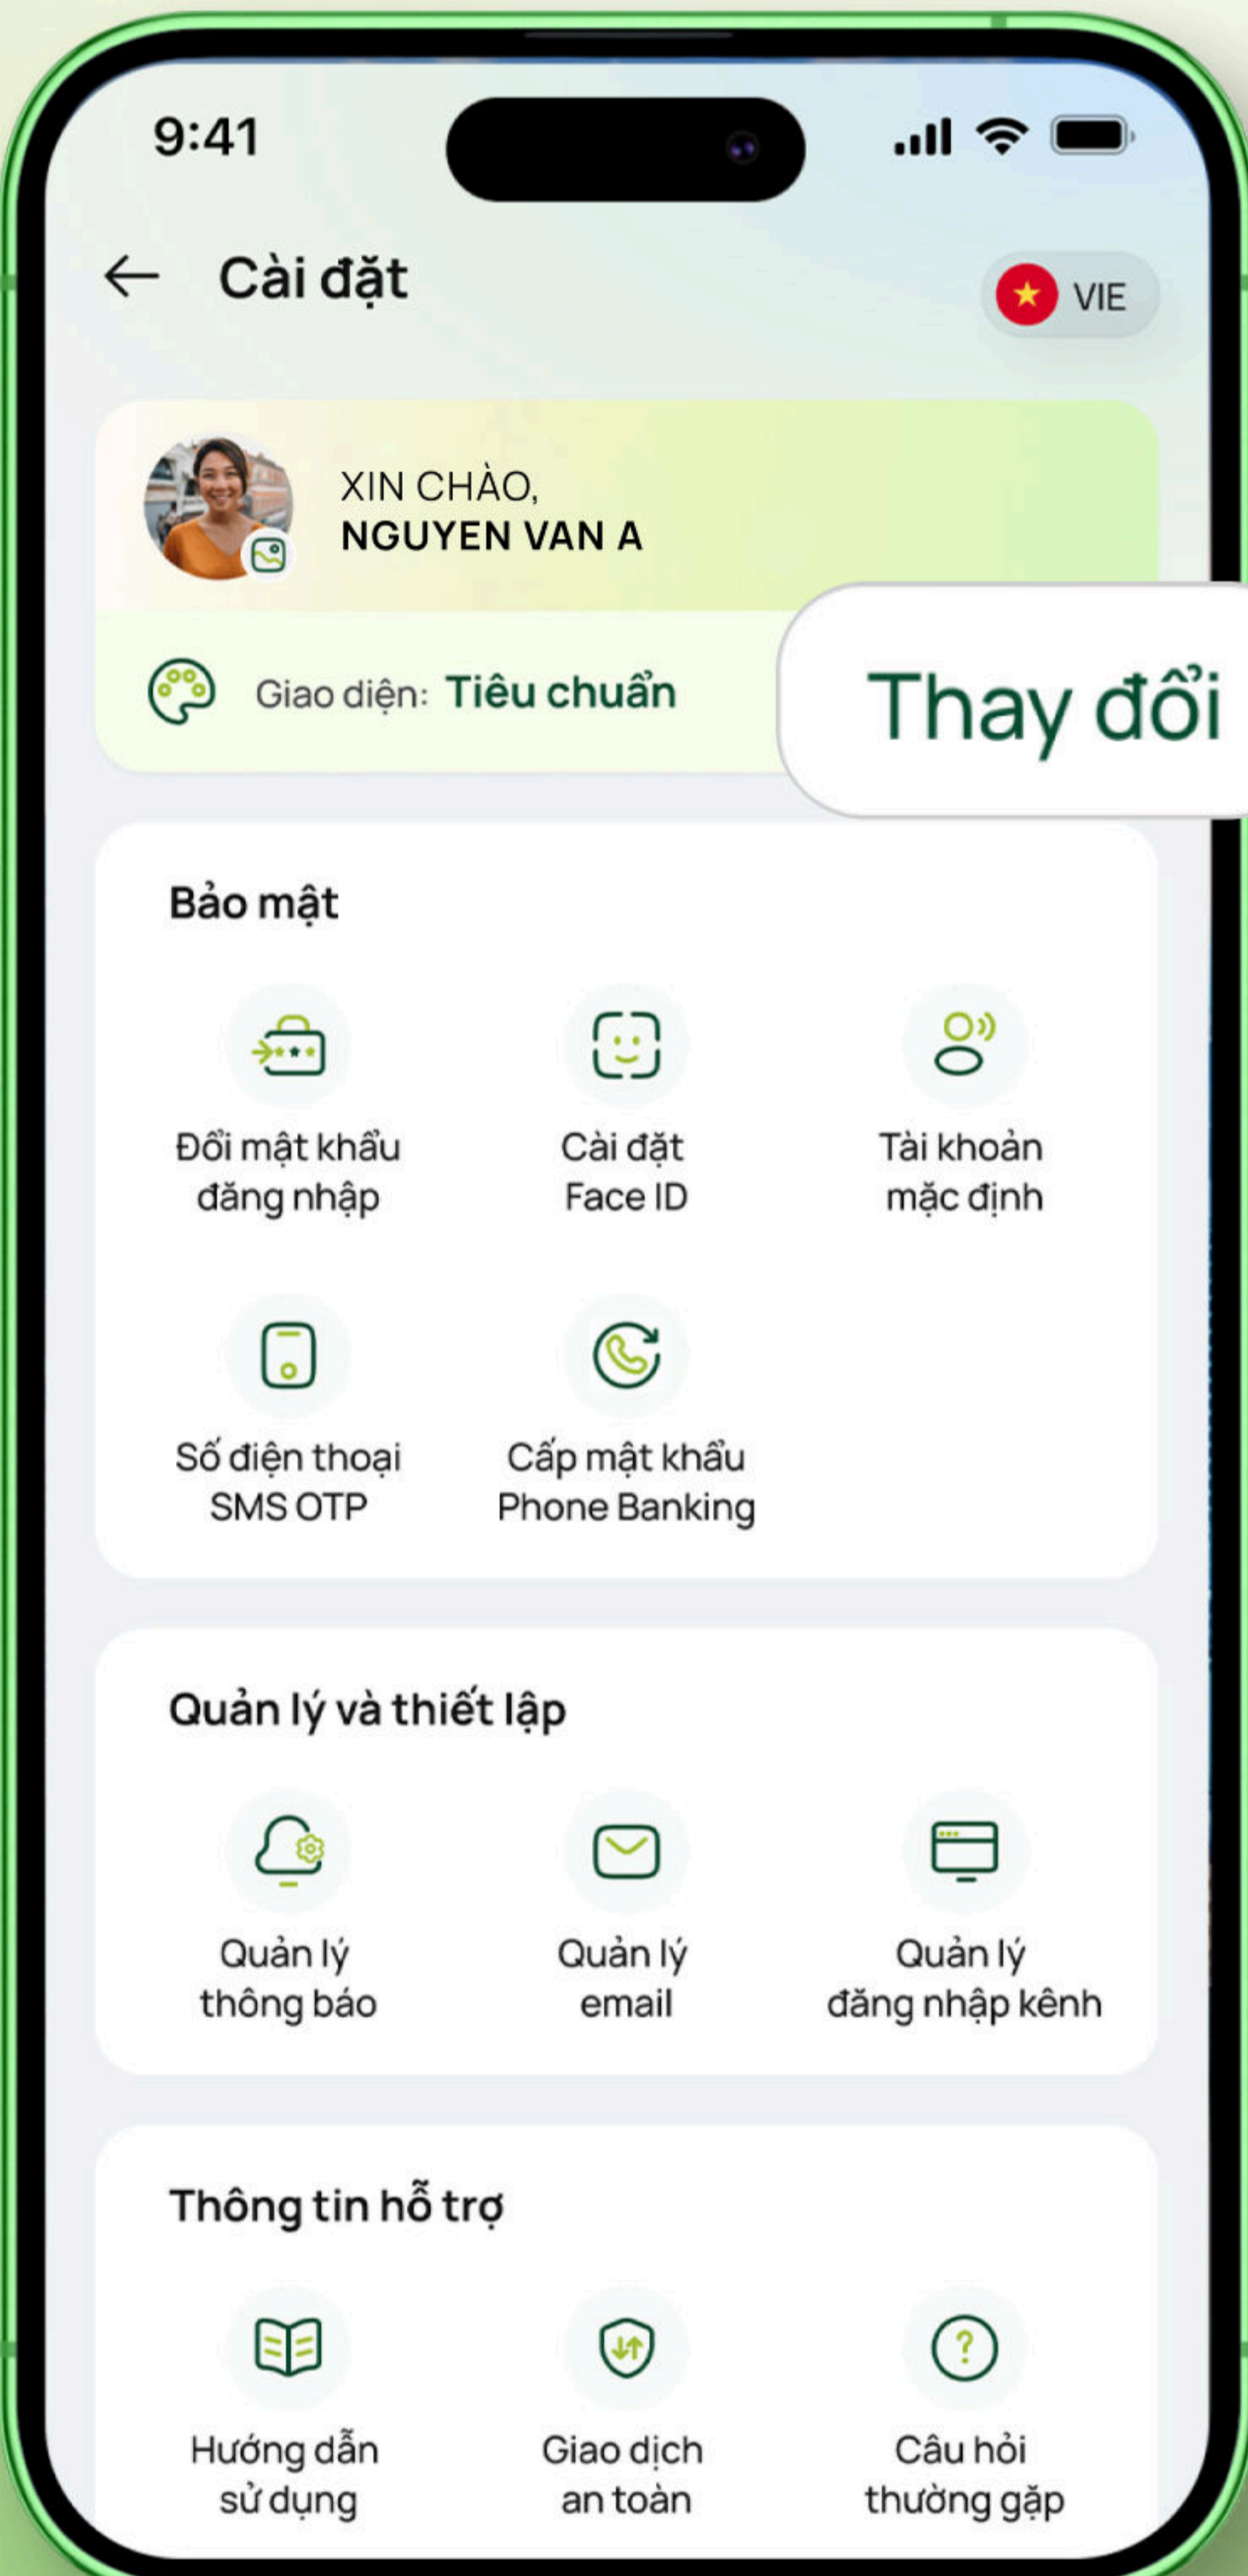 9:41
Cài đặt
VIE
XIN CHÀO,
NGUYEN VAN A
Giao diện: Tiêu chuẩn
Thay đổi
Bảo mật
Đổi mật khẩu
đăng nhập
Cài đặt
Face ID
Tài khoản
mặc định
Số điện thoại
SMS OTP
Cấp mật khẩu
Phone Banking
Quản lý và thiết lập
Quản lý
thông báo
Quản lý
email
Quản lý
đăng nhập kênh
Thông tin hỗ trợ
Hướng dẫn
sử dụng
Giao dịch
an toàn
Câu hỏi
thường gặp